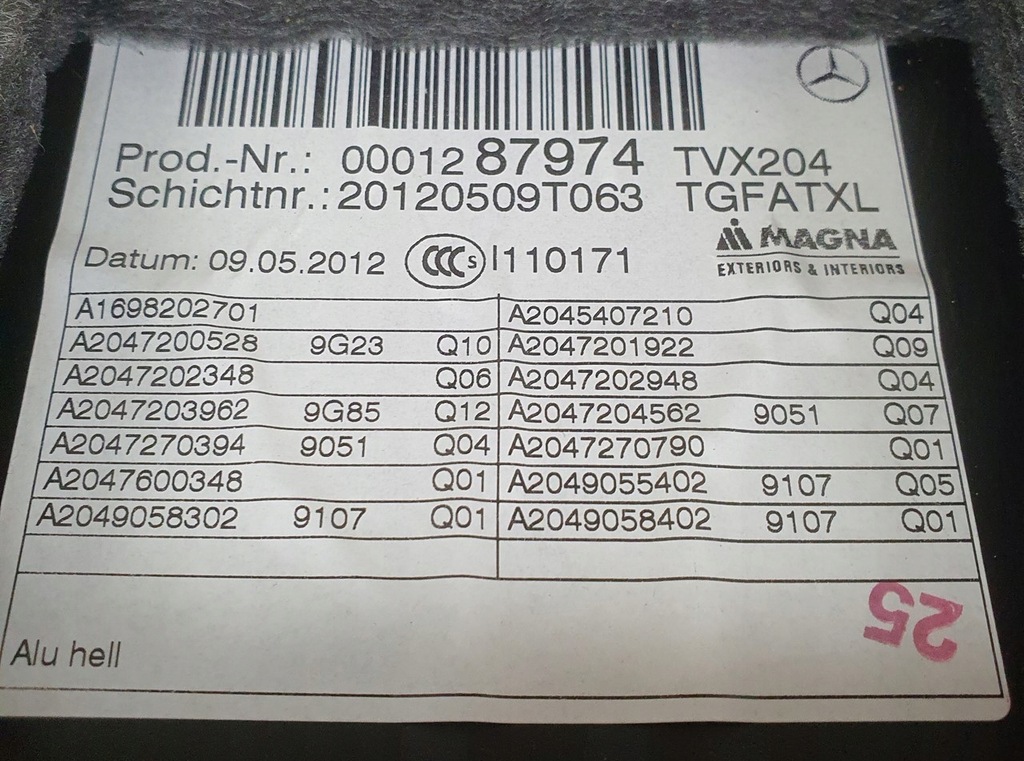 Prod.-Nr.: 0001287974 TVX204
Schichtnr.: 20120509T063 TGFATXL
MAGNA
EXTERIORS & INTERIORS
Datum: 09.05.2012 CCC S I110171
A1698202701 A2045407210 Q04
A2047200528 9G23 Q10 A2047201922 Q09
A2047202348 Q06 A2047202948 Q04
A2047203962 9G85 Q12 A2047204562 9051 Q07
A2047270394 9051 Q04 A2047270790 Q01
A2047600348 Q01 A2049055402 9107 Q05
A2049058302 9107 Q01 A2049058402 9107 Q01
25
Alu hell